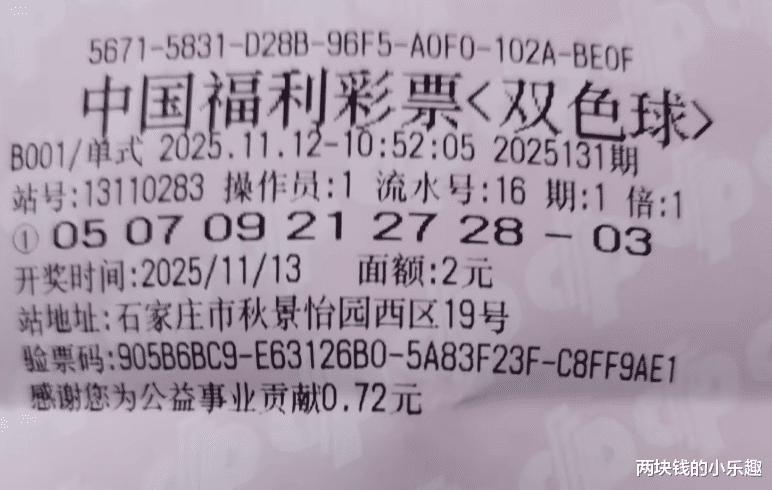 5671-5831-D28B-96F5-A0F0-102A-BE0F
中国福利彩票<双色球>
B001/单式 2025.11.12-10:52:05 2025131期
站号:13110283 操作员:1 流水号:16 期:1 倍:1
① 05 07 09 21 27 28 - 03
开奖时间:2025/11/13 面额:2元
站地址:石家庄市秋景怡园西区19号
验票码:905B6BC9-E63126B0-5A83F23F-C8FF9AE1
感谢您为公益事业贡献0.72元
两块钱的小乐趣